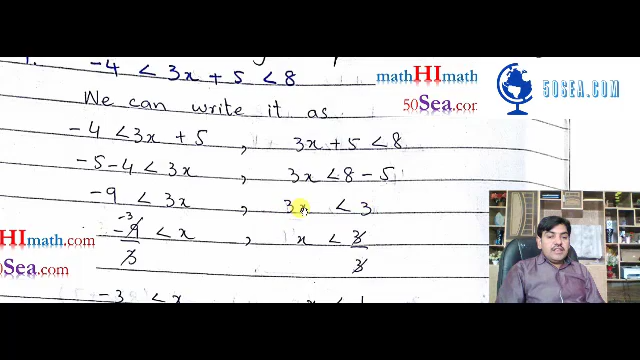 -4 < 3x + 5 < 8
mathHImath
50Sea.com
50SEA.COM
We can write it as
-4 < 3x + 5 , 3x + 5 < 8
-5 - 4 < 3x , 3x < 8 - 5
-9 < 3x , 3x < 3
-3
-9/3 < x , x < 3/3
HImath.com
0Sea.com
-3 < x